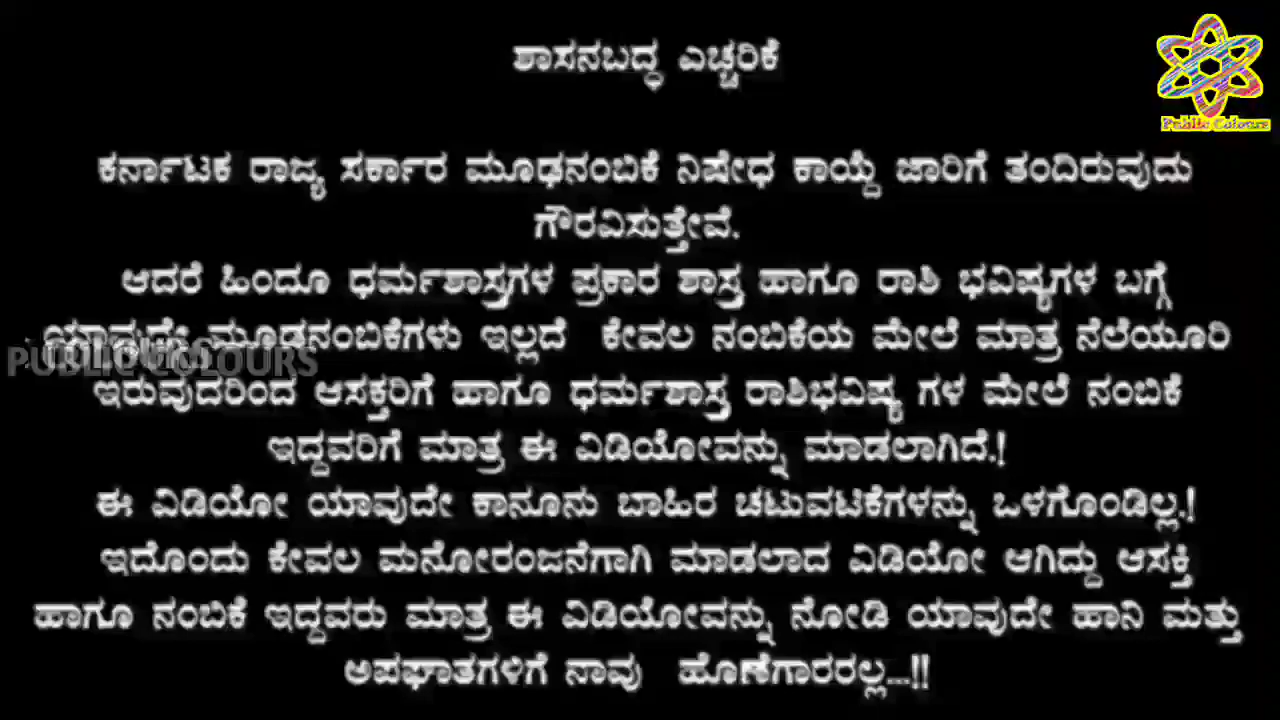 ಶಾಸನಬದ್ಧ ಎಚ್ಚರಿಕೆ
Public Colours
ಕರ್ನಾಟಕ ರಾಜ್ಯ ಸರ್ಕಾರ ಮೂಢನಂಬಿಕೆ ನಿಷೇಧ ಕಾಯ್ದೆ ಜಾರಿಗೆ ತಂದಿರುವುದು
ಗೌರವಿಸುತ್ತೇವೆ.
ಆದರೆ ಹಿಂದೂ ಧರ್ಮಶಾಸ್ತ್ರಗಳ ಪ್ರಕಾರ ಶಾಸ್ತ್ರ ಹಾಗೂ ರಾಶಿ ಭವಿಷ್ಯಗಳ ಬಗ್ಗೆ
ಯಾವುದೇ ಮೂಡನಂಬಿಕೆಗಳು ಇಲ್ಲದೆ ಕೇವಲ ನಂಬಿಕೆಯ ಮೇಲೆ ಮಾತ್ರ ನೆಲೆಯೂರಿ
PUBLIC COLOURS
ಇರುವುದರಿಂದ ಆಸಕ್ತರಿಗೆ ಹಾಗೂ ಧರ್ಮಶಾಸ್ತ್ರ ರಾಶಿಭವಿಷ್ಯ ಗಳ ಮೇಲೆ ನಂಬಿಕೆ
ಇದ್ದವರಿಗೆ ಮಾತ್ರ ಈ ವಿಡಿಯೋವನ್ನು ಮಾಡಲಾಗಿದೆ.!
ಈ ವಿಡಿಯೋ ಯಾವುದೇ ಕಾನೂನು ಬಾಹಿರ ಚಟುವಟಿಕೆಗಳನ್ನು ಒಳಗೊಂಡಿಲ್ಲ.!
ಇದೊಂದು ಕೇವಲ ಮನೋರಂಜನೆಗಾಗಿ ಮಾಡಲಾದ ವಿಡಿಯೋ ಆಗಿದ್ದು ಆಸಕ್ತಿ
ಹಾಗೂ ನಂಬಿಕೆ ಇದ್ದವರು ಮಾತ್ರ ಈ ವಿಡಿಯೋವನ್ನು ನೋಡಿ ಯಾವುದೇ ಹಾನಿ ಮತ್ತು
ಅಪಘಾತಗಳಿಗೆ ನಾವು ಹೊಣೆಗಾರರಲ್ಲ...!!